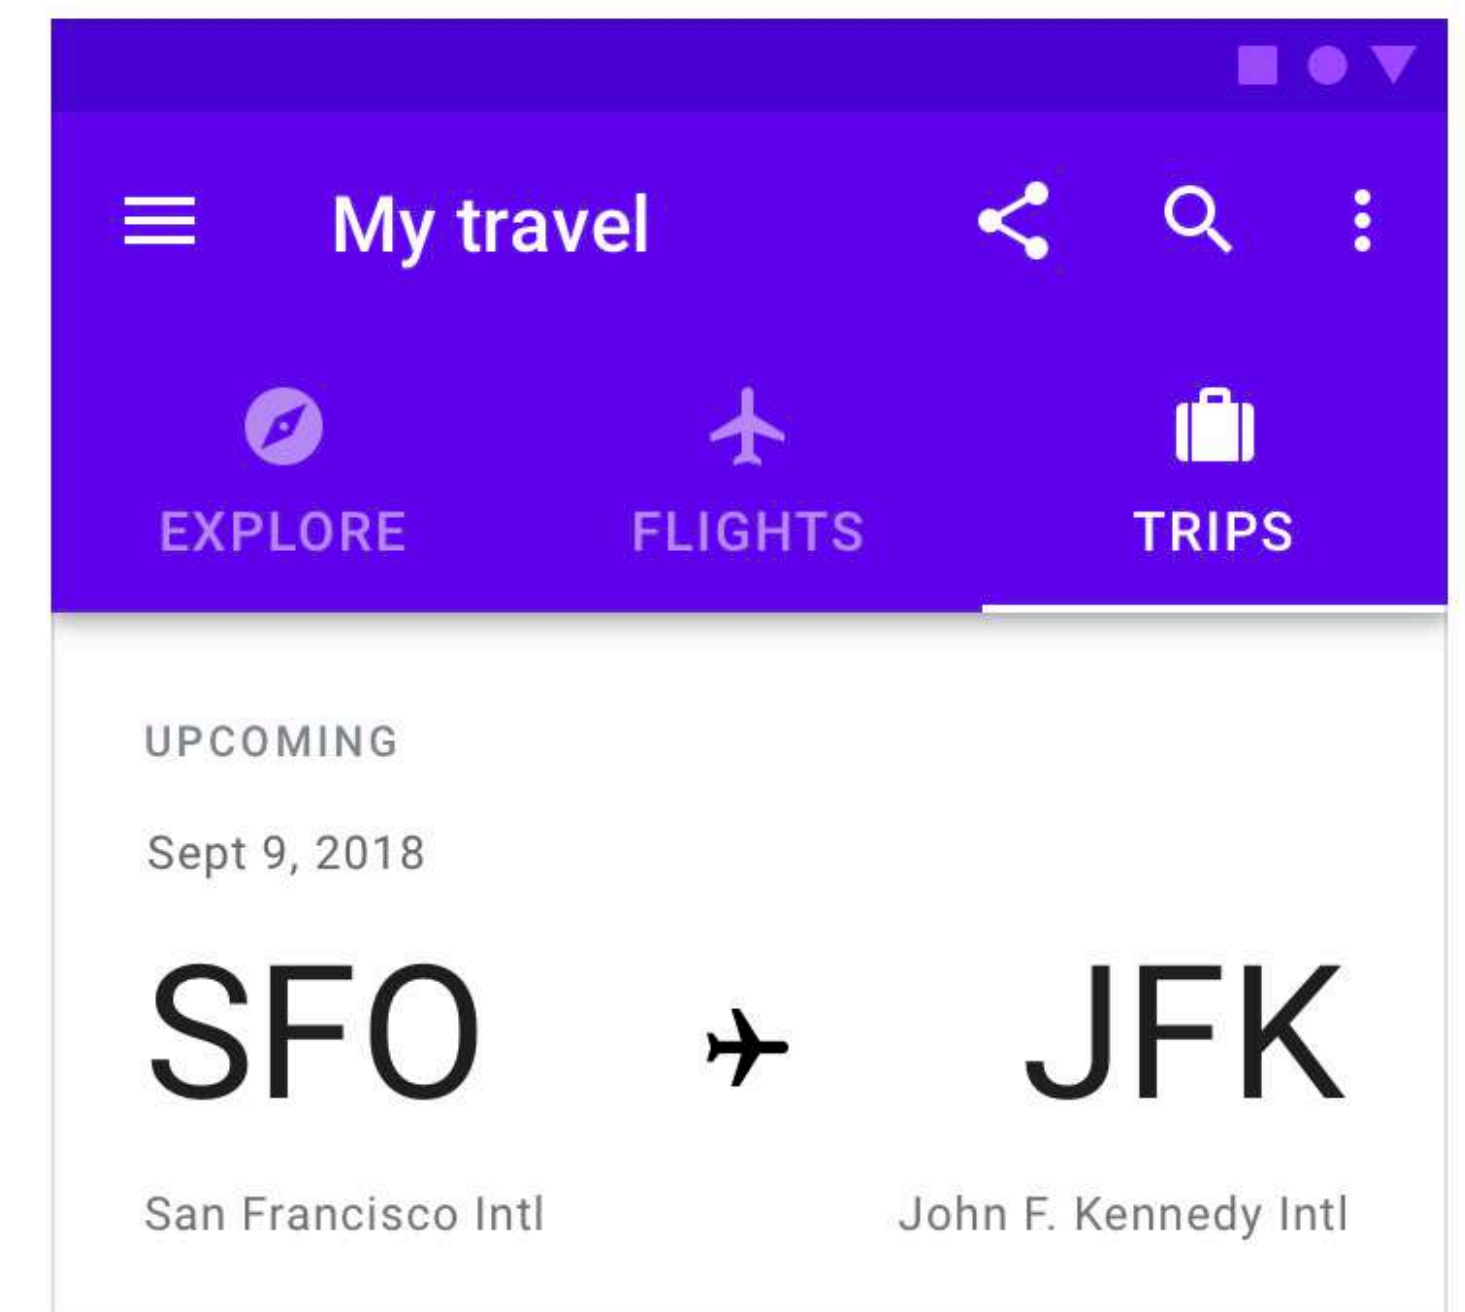 My travel
EXPLORE FLIGHTS TRIPS
UPCOMING
Sept 9, 2018
SFO JFK
San Francisco Intl John F. Kennedy Intl